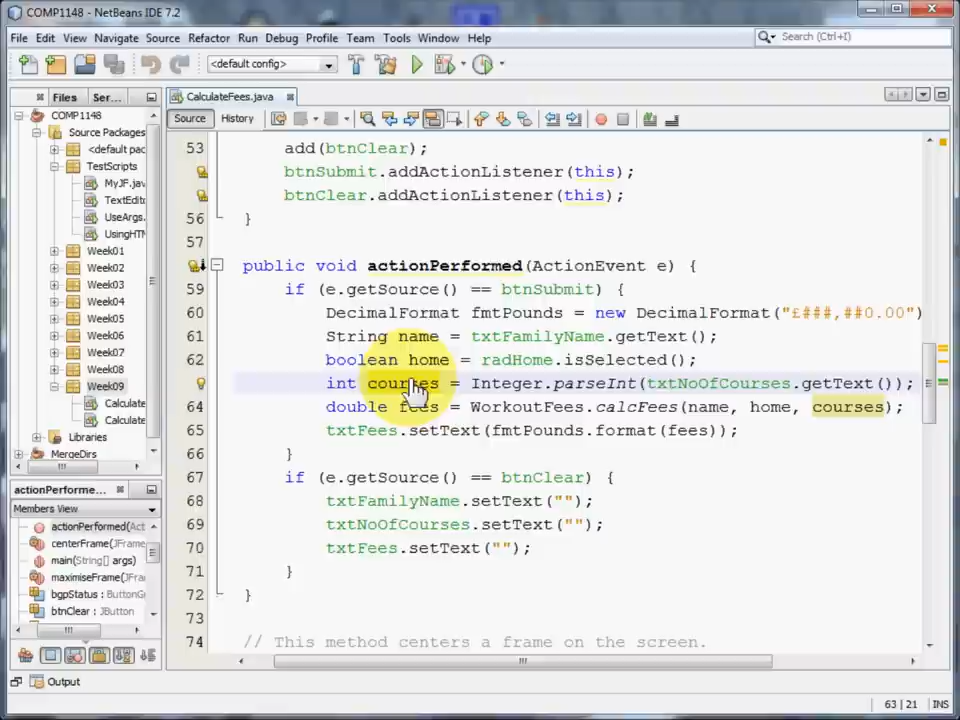 COMP1148 - NetBeans IDE 7.2
File Edit View Navigate Source Refactor Run Debug Profile Team Tools Window Help
Search (Ctrl+I)
<default config>
Files Ser...
CalculateFees.java
Source History
COMP1148
Source Packages
<default pac
TestScripts
MyJF.jav
TextEdit
UseArgs.
UsingHTM
Week01
Week02
Week03
Week04
Week05
Week06
Week07
Week08
Week09
Calculate
Calculate
Libraries
MergeDirs
actionPerforme...
Members View
actionPerformed(Act
centerFrame(JFrame
main(String[] args)
maximiseFrame(JFra
bgpStatus : ButtonG
btnClear : JButton
53 add(btnClear);
btnSubmit.addActionListener(this);
btnClear.addActionListener(this);
56 }
57
public void actionPerformed(ActionEvent e) {
59 if (e.getSource() == btnSubmit) {
60 DecimalFormat fmtPounds = new DecimalFormat("£###,##0.00")
61 String name = txtFamilyName.getText();
62 boolean home = radHome.isSelected();
int courses = Integer.parseInt(txtNoOfCourses.getText());
64 double fees = WorkoutFees.calcFees(name, home, courses);
65 txtFees.setText(fmtPounds.format(fees));
66 }
67 if (e.getSource() == btnClear) {
68 txtFamilyName.setText("");
69 txtNoOfCourses.setText("");
70 txtFees.setText("");
71 }
72 }
73
74 // This method centers a frame on the screen.
Output
63 | 21 INS